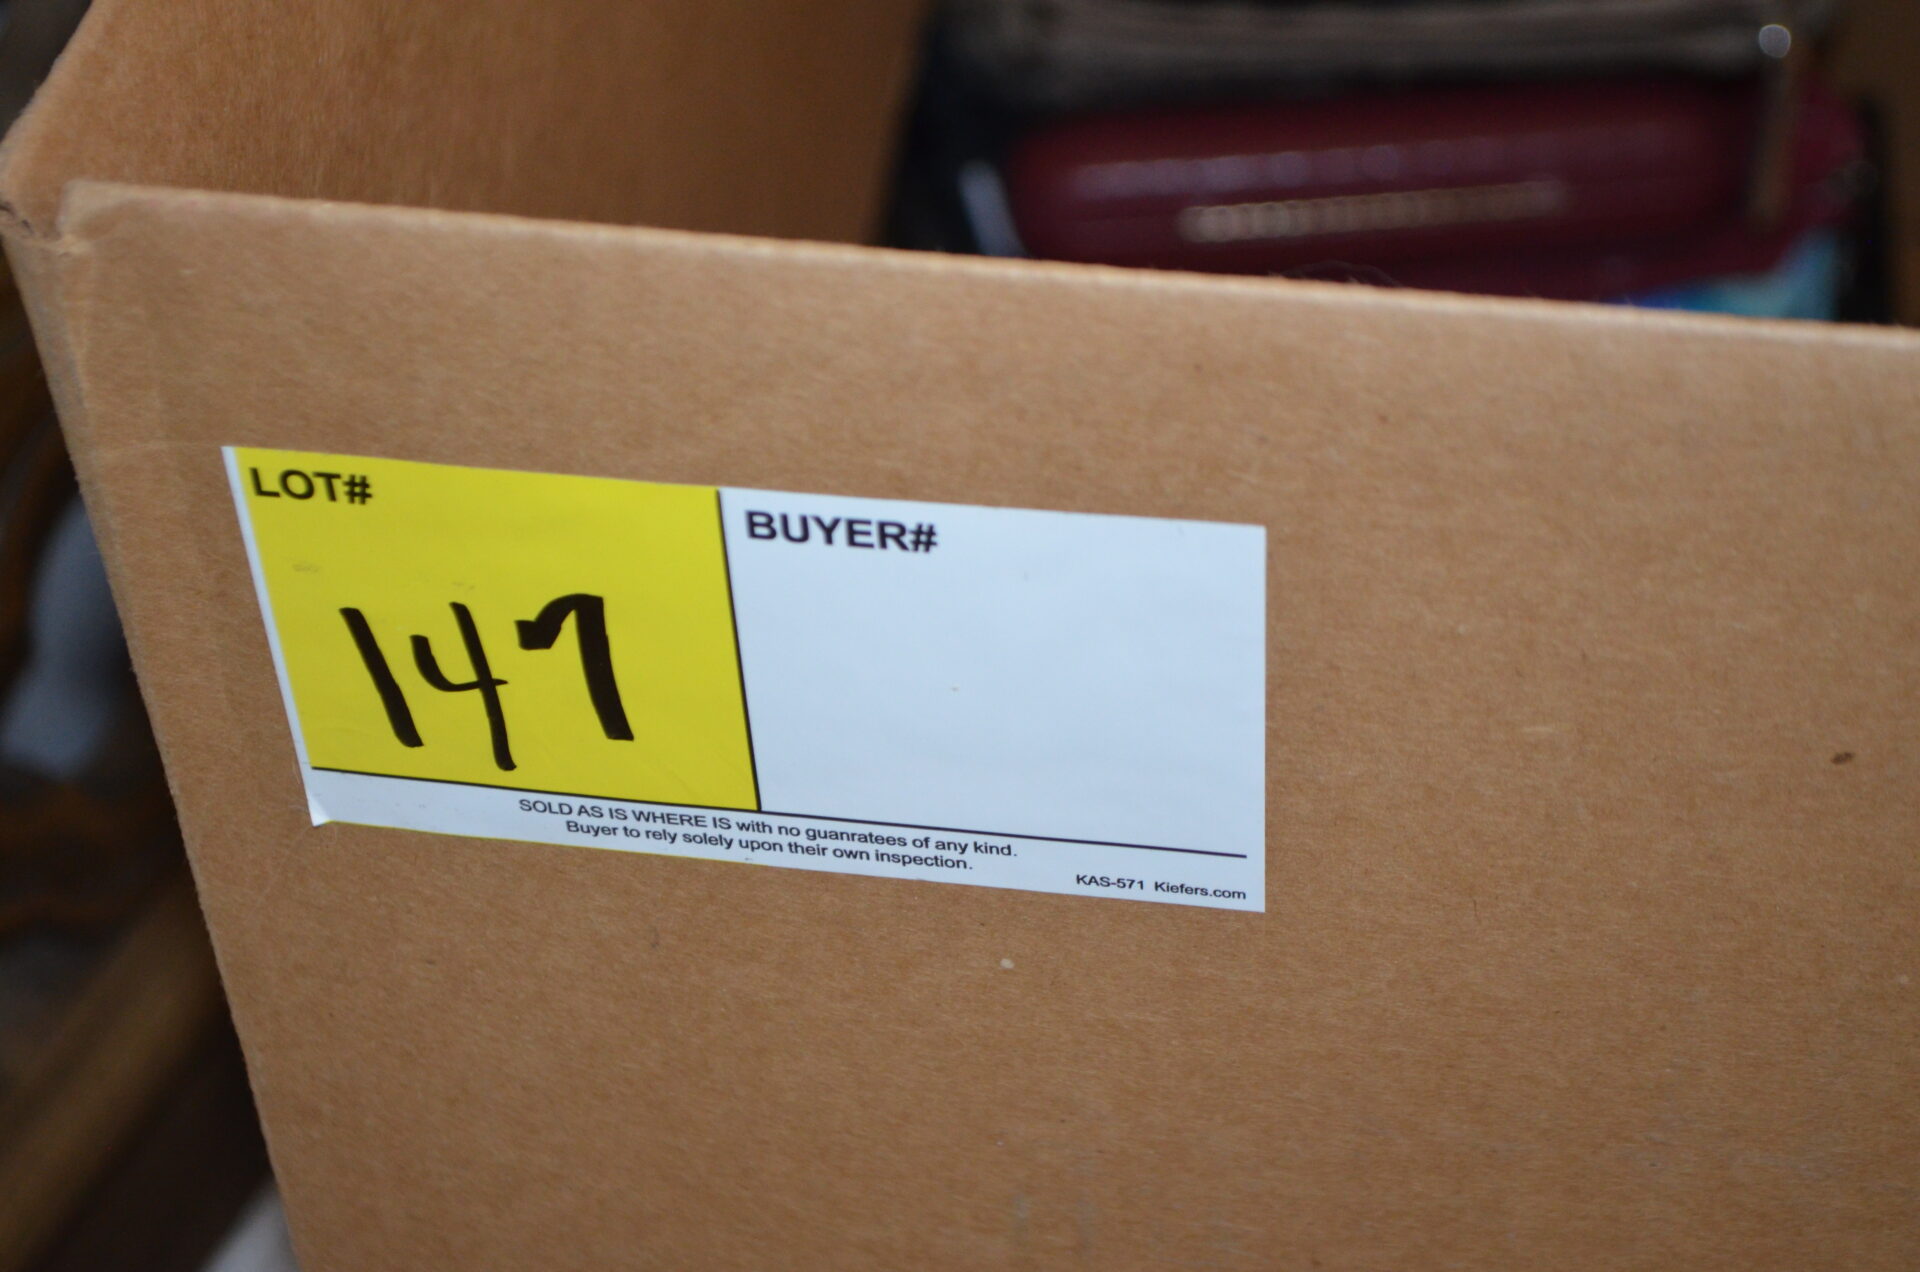 LOT#
BUYER#
147
SOLD AS IS WHERE IS with no guanratees of any kind.
Buyer to rely solely upon their own inspection.
KAS-571 Kiefers.com